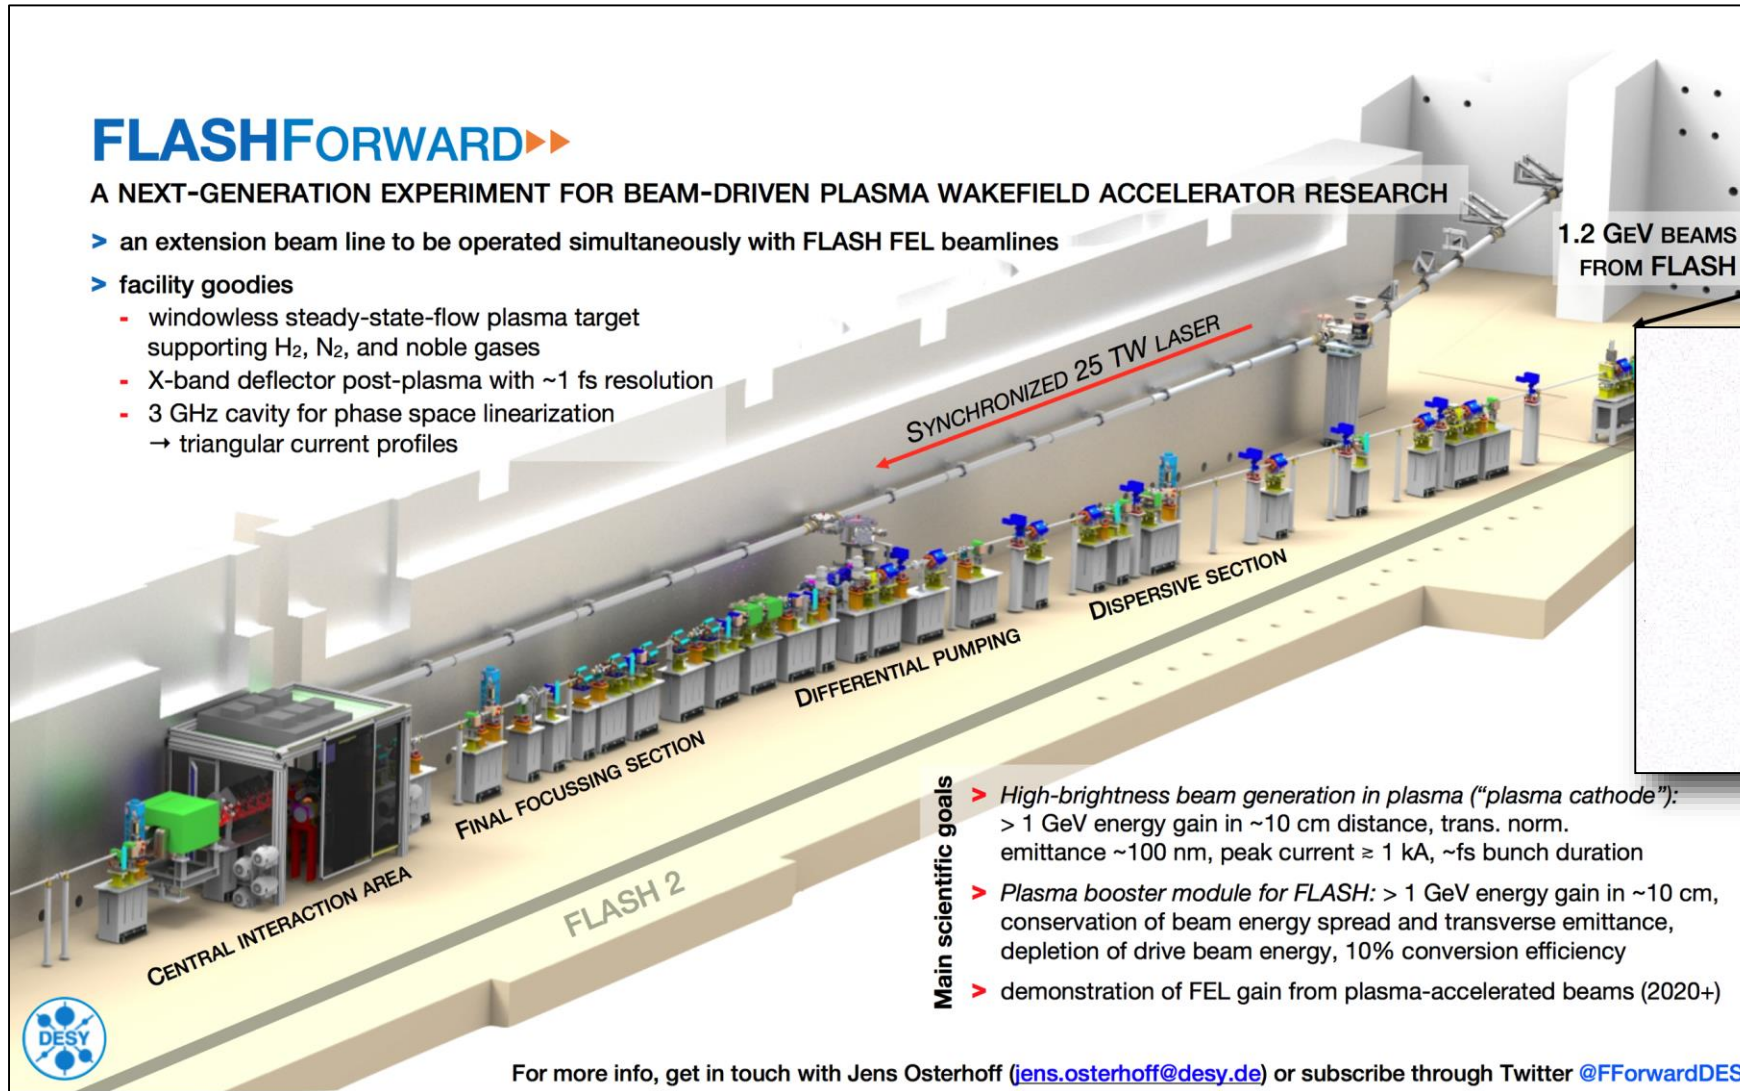 FLASHFORWARD
A NEXT-GENERATION EXPERIMENT FOR BEAM-DRIVEN PLASMA WAKEFIELD ACCELERATOR RESEARCH
> an extension beam line to be operated simultaneously with FLASH FEL beamlines
> facility goodies
- windowless steady-state-flow plasma target
supporting H₂, N₂, and noble gases
- X-band deflector post-plasma with ~1 fs resolution
- 3 GHz cavity for phase space linearization
→ triangular current profiles
1.2 GEV BEAMS
FROM FLASH
SYNCHRONIZED 25 TW LASER
DISPERSIVE SECTION
DIFFERENTIAL PUMPING
FINAL FOCUSSING SECTION
CENTRAL INTERACTION AREA
FLASH 2
Main scientific goals
> High-brightness beam generation in plasma (“plasma cathode”):
> 1 GeV energy gain in ~10 cm distance, trans. norm.
emittance ~100 nm, peak current ≳ 1 kA, ~fs bunch duration
> Plasma booster module for FLASH: > 1 GeV energy gain in ~10 cm,
conservation of beam energy spread and transverse emittance,
depletion of drive beam energy, 10% conversion efficiency
> demonstration of FEL gain from plasma-accelerated beams (2020+)
DESY
For more info, get in touch with Jens Osterhoff (jens.osterhoff@desy.de) or subscribe through Twitter @FForwardDES